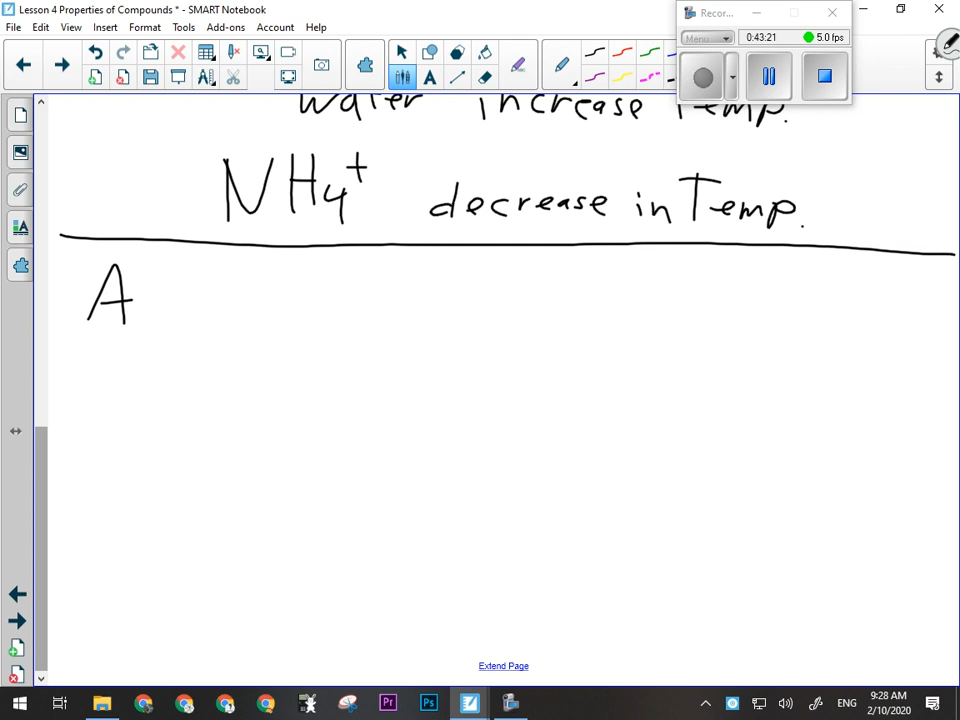 Lesson 4 Properties of Compounds * - SMART Notebook
Recor...
File Edit View Insert Format Tools Add-ons Account Help
Menu 0:43:21 5.0 fps
water increase Temp.
NH4+ decrease in Temp.
A
Extend Page
ENG 9:28 AM
2/10/2020